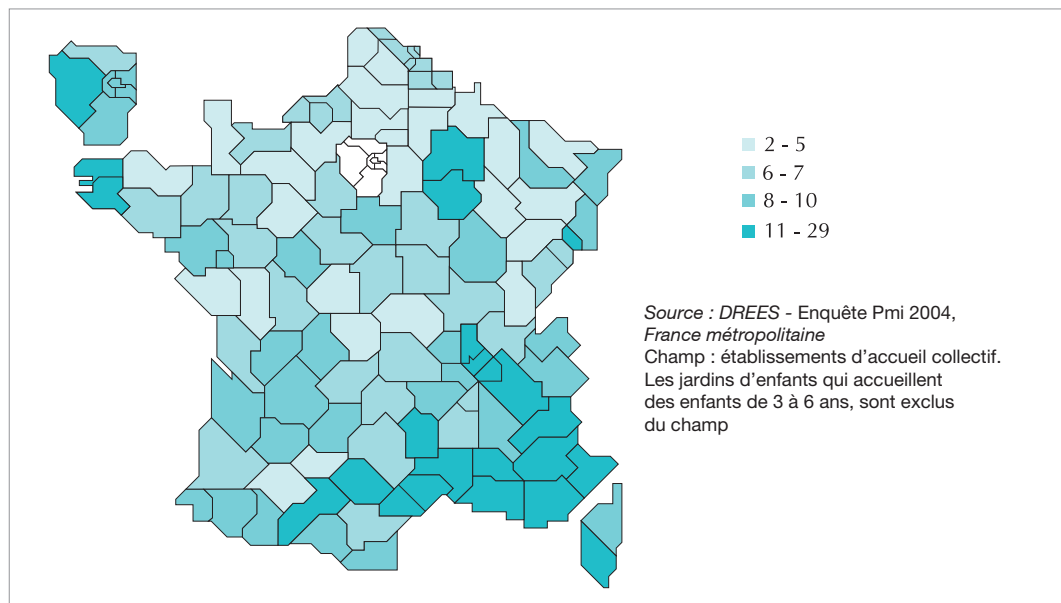 2 - 5
6 - 7
8 - 10
11 - 29
Source : DREES - Enquête Pmi 2004,
France métropolitaine
Champ : établissements d'accueil collectif.
Les jardins d'enfants qui accueillent
des enfants de 3 à 6 ans, sont exclus
du champ